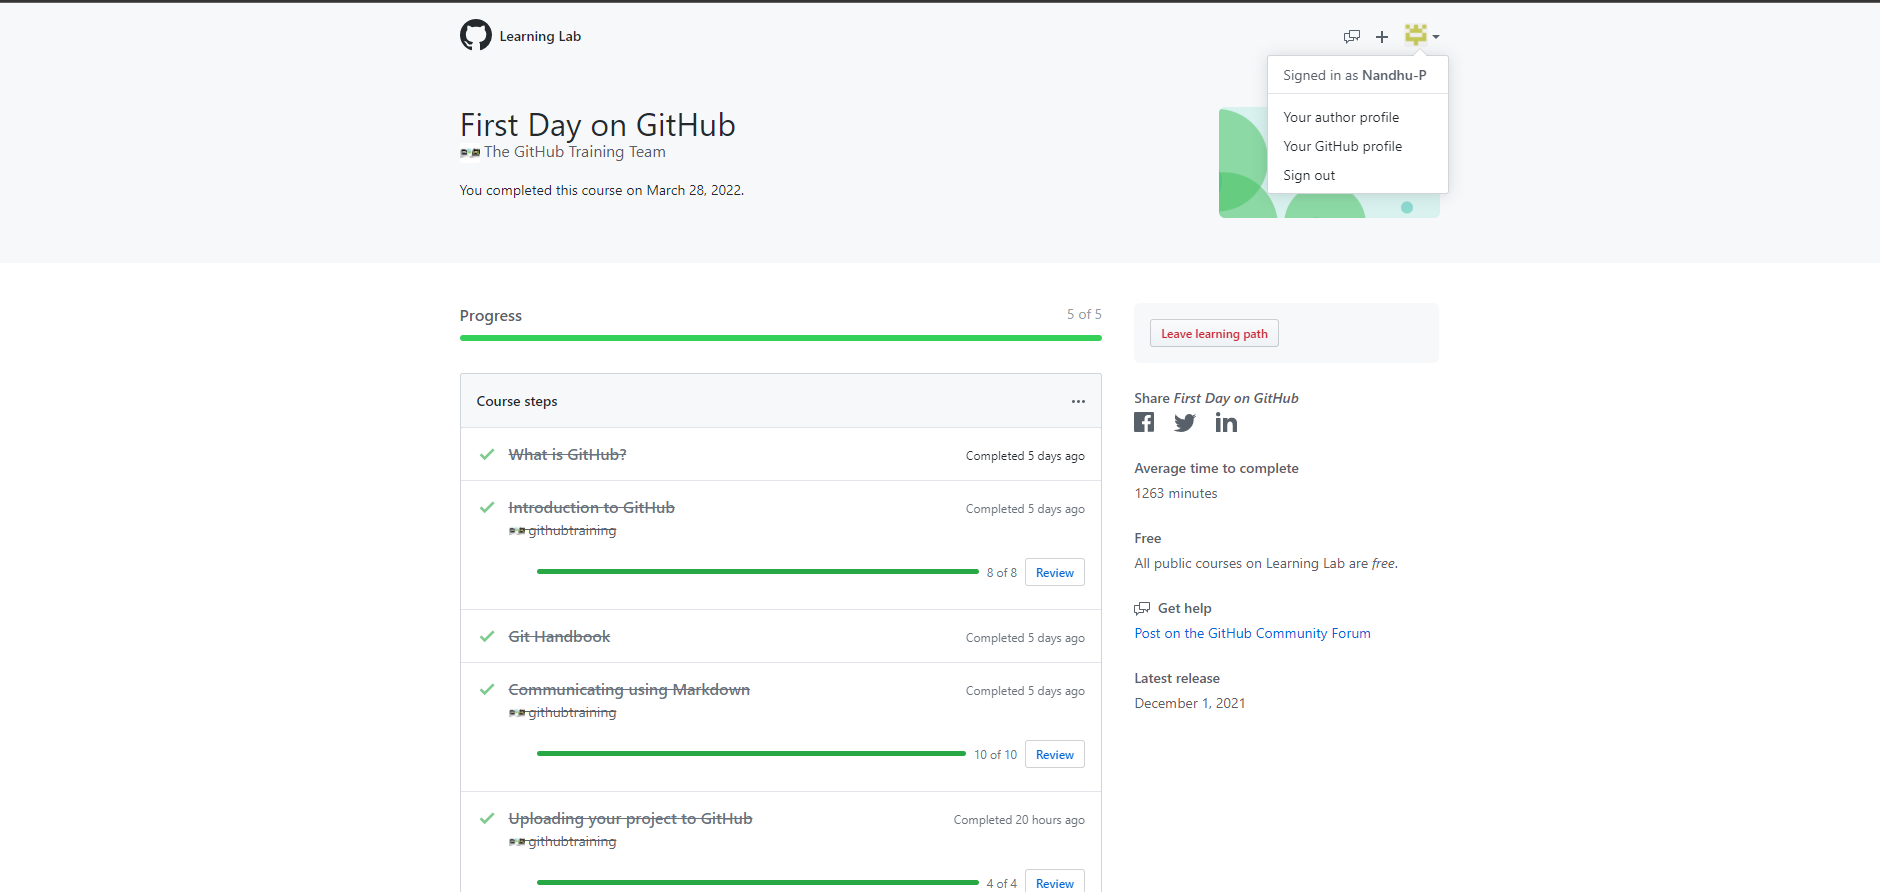 Learning Lab
Signed in as Nandhu-P
Your author profile
Your GitHub profile
Sign out
First Day on GitHub
The GitHub Training Team
You completed this course on March 28, 2022.
Progress
5 of 5
Course steps
What is GitHub?
Completed 5 days ago
Introduction to GitHub
Completed 5 days ago
githubtraining
8 of 8
Review
Git Handbook
Completed 5 days ago
Communicating using Markdown
Completed 5 days ago
githubtraining
10 of 10
Review
Uploading your project to GitHub
Completed 20 hours ago
githubtraining
4 of 4
Review
Leave learning path
Share First Day on GitHub
Average time to complete
1263 minutes
Free
All public courses on Learning Lab are free.
Get help
Post on the GitHub Community Forum
Latest release
December 1, 2021